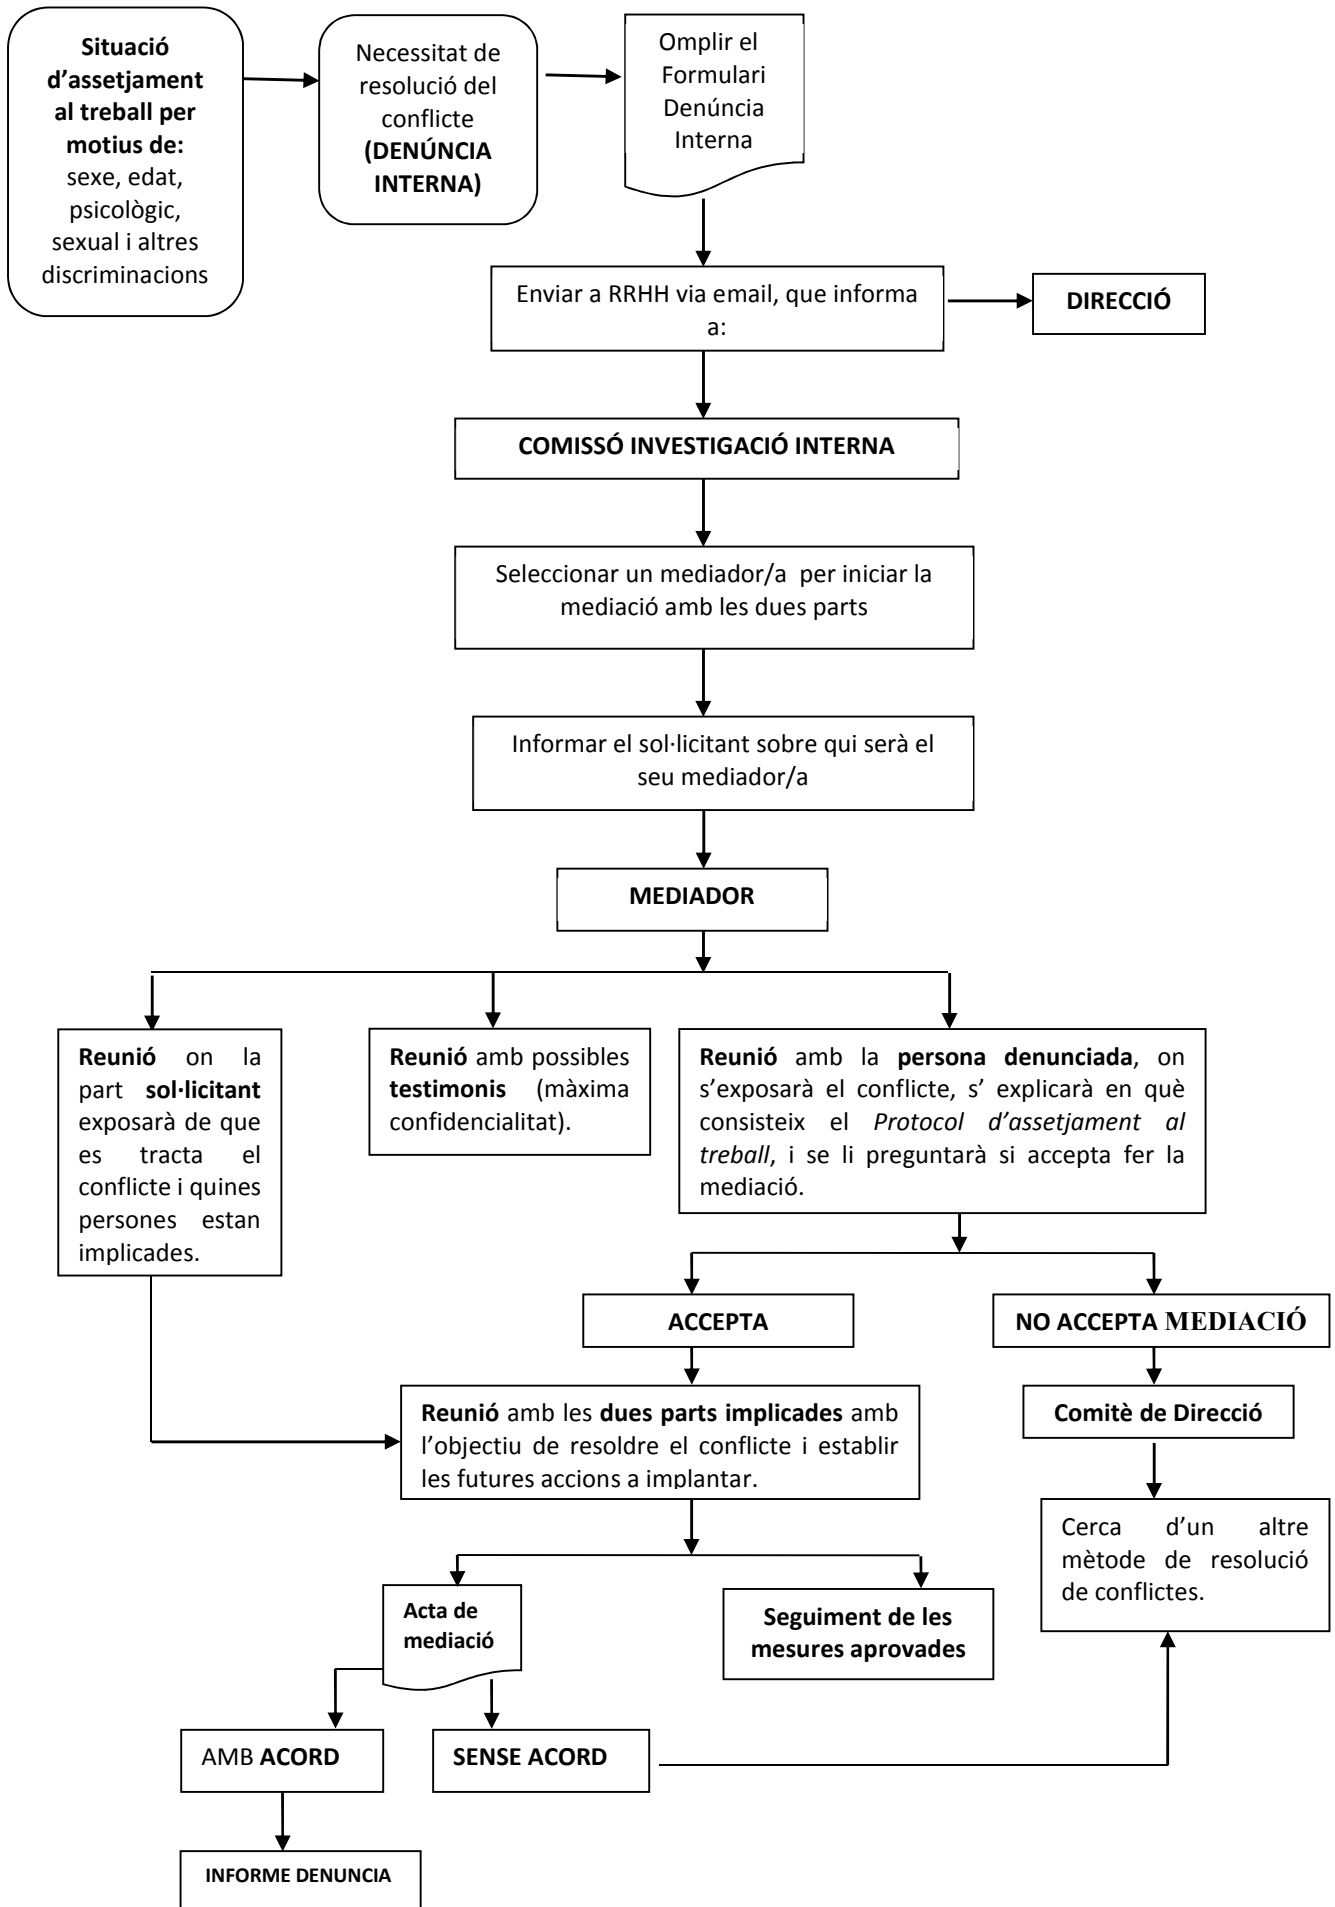 Situació
d’assetjament
al treball per
motius de:
sexe, edat,
psicològic,
sexual i altres
discriminacions
Necessitat de
resolució del
conflicte
(DENÚNCIA
INTERNA)
Omplir el
Formulari
Denúncia
Interna
Enviar a RRHH via email, que informa
a:
DIRECCIÓ
COMISSÓ INVESTIGACIÓ INTERNA
Seleccionar un mediador/a per iniciar la
mediació amb les dues parts
Informar el sol·licitant sobre qui serà el
seu mediador/a
MEDIADOR
Reunió on la
part sol·licitant
exposarà de que
es tracta el
conflicte i quines
persones estan
implicades.
Reunió amb possibles
testimonis (màxima
confidencialitat).
Reunió amb la persona denunciada, on
s’exposarà el conflicte, s’ explicarà en què
consisteix el Protocol d’assetjament al
treball, i se li preguntarà si accepta fer la
mediació.
ACCEPTA
NO ACCEPTA MEDIACIÓ
Reunió amb les dues parts implicades amb
l’objectiu de resoldre el conflicte i establir
les futures accions a implantar.
Comitè de Direcció
Cerca d’un altre
mètode de resolució
de conflictes.
Acta de
mediació
Seguiment de les
mesures aprovades
AMB ACORD
SENSE ACORD
INFORME DENUNCIA